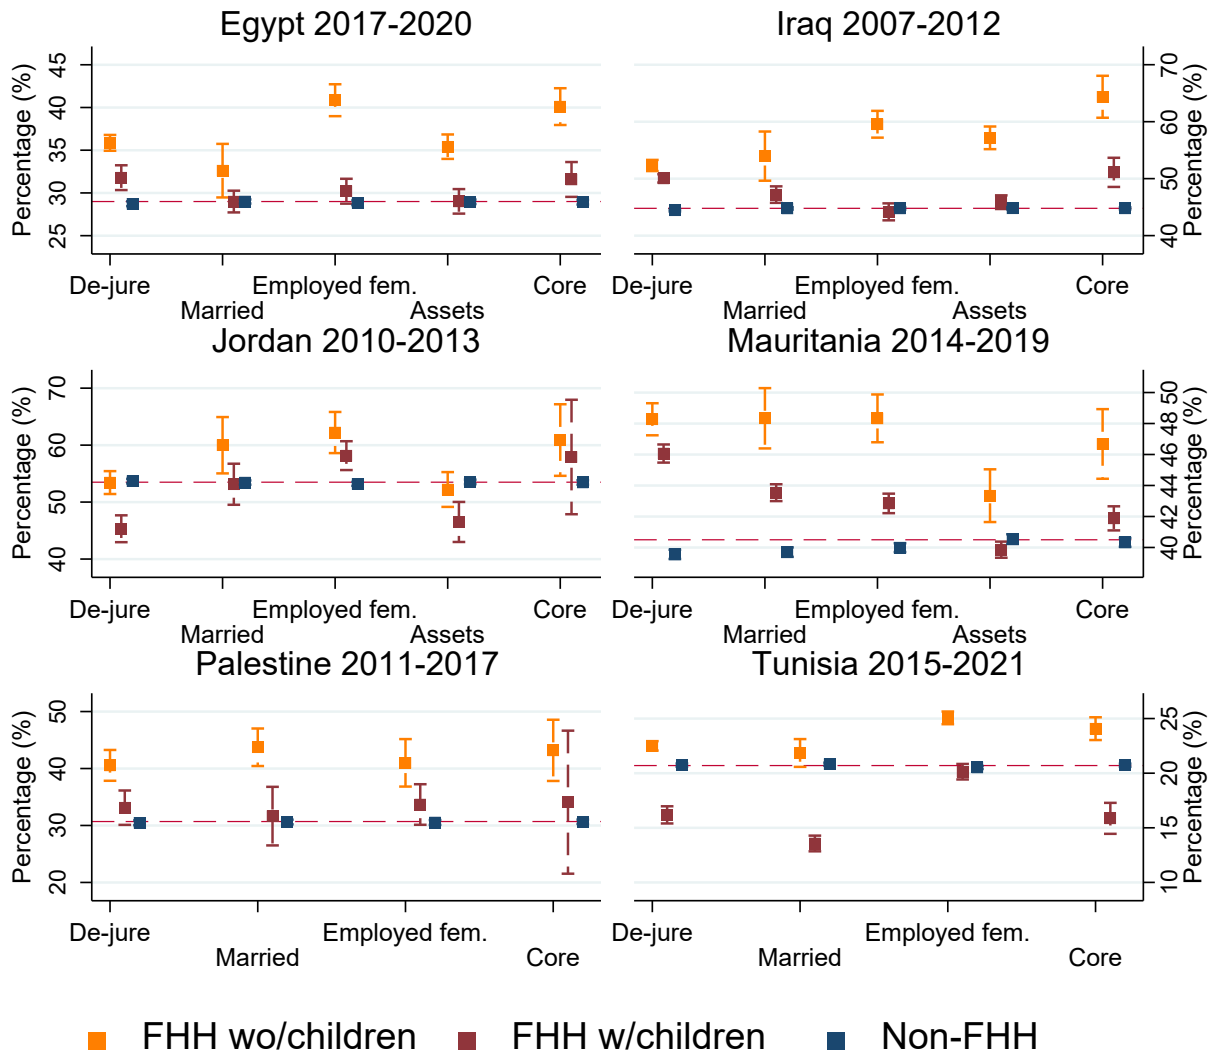 Egypt 2017-2020
Percentage (%)
45
40
35
30
25
De-jure
Married
Employed fem.
Assets
Core
Iraq 2007-2012
Percentage (%)
70
60
50
40
De-jure
Married
Employed fem.
Assets
Core
Jordan 2010-2013
Percentage (%)
70
60
50
40
De-jure
Married
Employed fem.
Assets
Core
Mauritania 2014-2019
Percentage (%)
50
48
46
44
42
40
De-jure
Married
Employed fem.
Assets
Core
Palestine 2011-2017
Percentage (%)
50
40
30
20
De-jure
Married
Employed fem.
Core
Tunisia 2015-2021
Percentage (%)
25
20
15
10
De-jure
Married
Employed fem.
Core
FHH wo/children
FHH w/children
Non-FHH